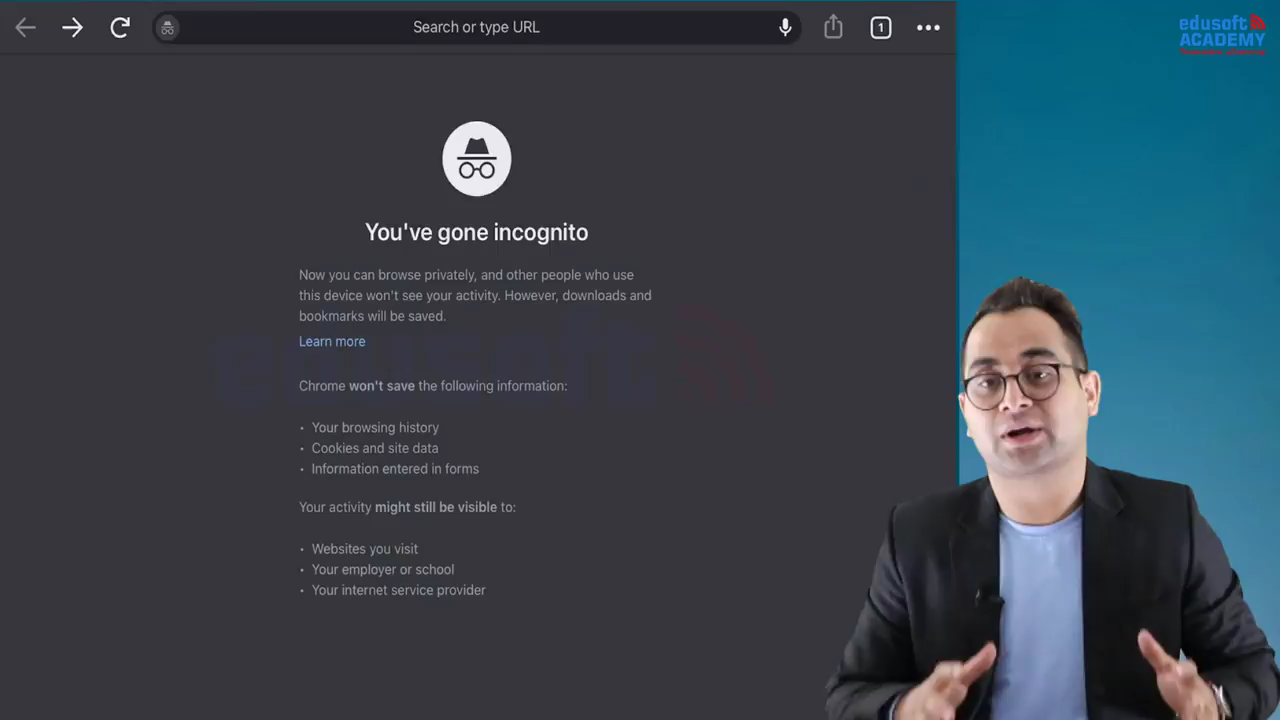 Search or type URL
1
edusoft
ACADEMY
You've gone incognito
Now you can browse privately, and other people who use
this device won't see your activity. However, downloads and
bookmarks will be saved.
Learn more
Chrome won't save the following information:
• Your browsing history
• Cookies and site data
• Information entered in forms
Your activity might still be visible to:
• Websites you visit
• Your employer or school
• Your internet service provider
edusoft